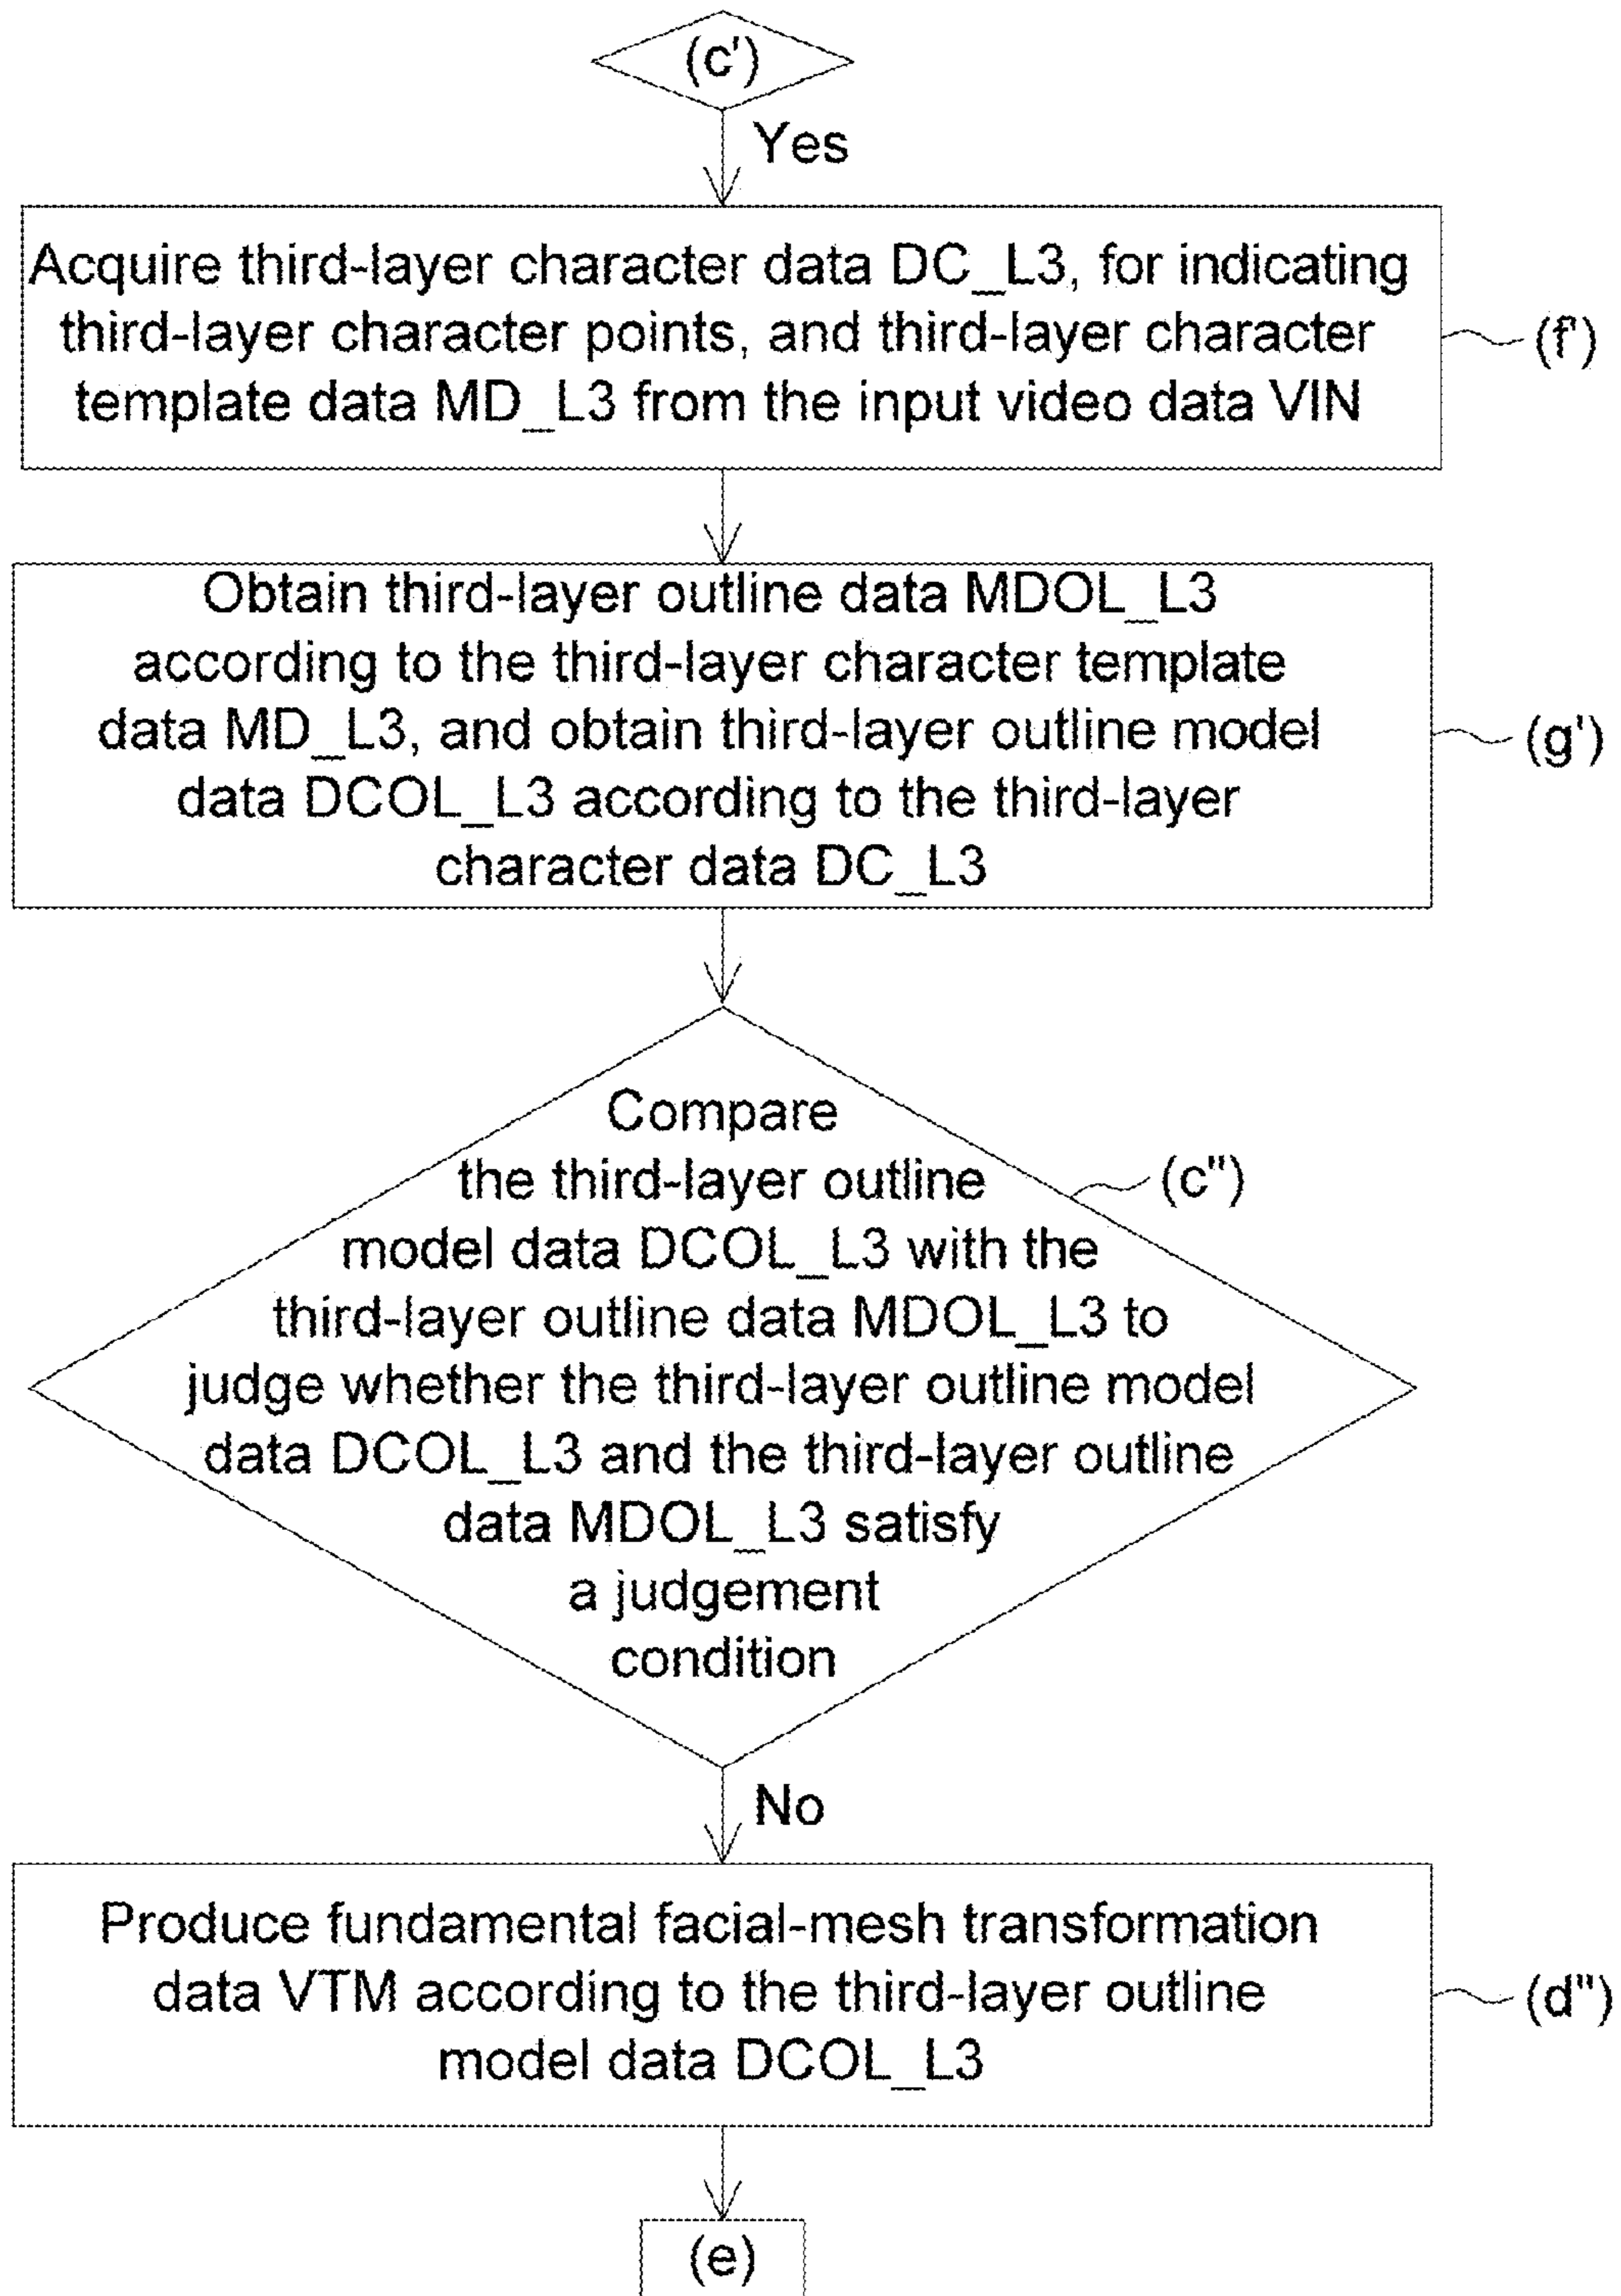 (c')
Yes
Acquire third-layer character data DC_L3, for indicating
third-layer character points, and third-layer character
template data MD_L3 from the input video data VIN
(f')
Obtain third-layer outline data MDOL_L3
according to the third-layer character template
data MD_L3, and obtain third-layer outline model
data DCOL_L3 according to the third-layer
character data DC_L3
(g')
Compare
the third-layer outline
model data DCOL_L3 with the
third-layer outline data MDOL_L3 to
judge whether the third-layer outline model
data DCOL_L3 and the third-layer outline
data MDOL_L3 satisfy
a judgement
condition
(c")
No
Produce fundamental facial-mesh transformation
data VTM according to the third-layer outline
model data DCOL_L3
(d")
(e)